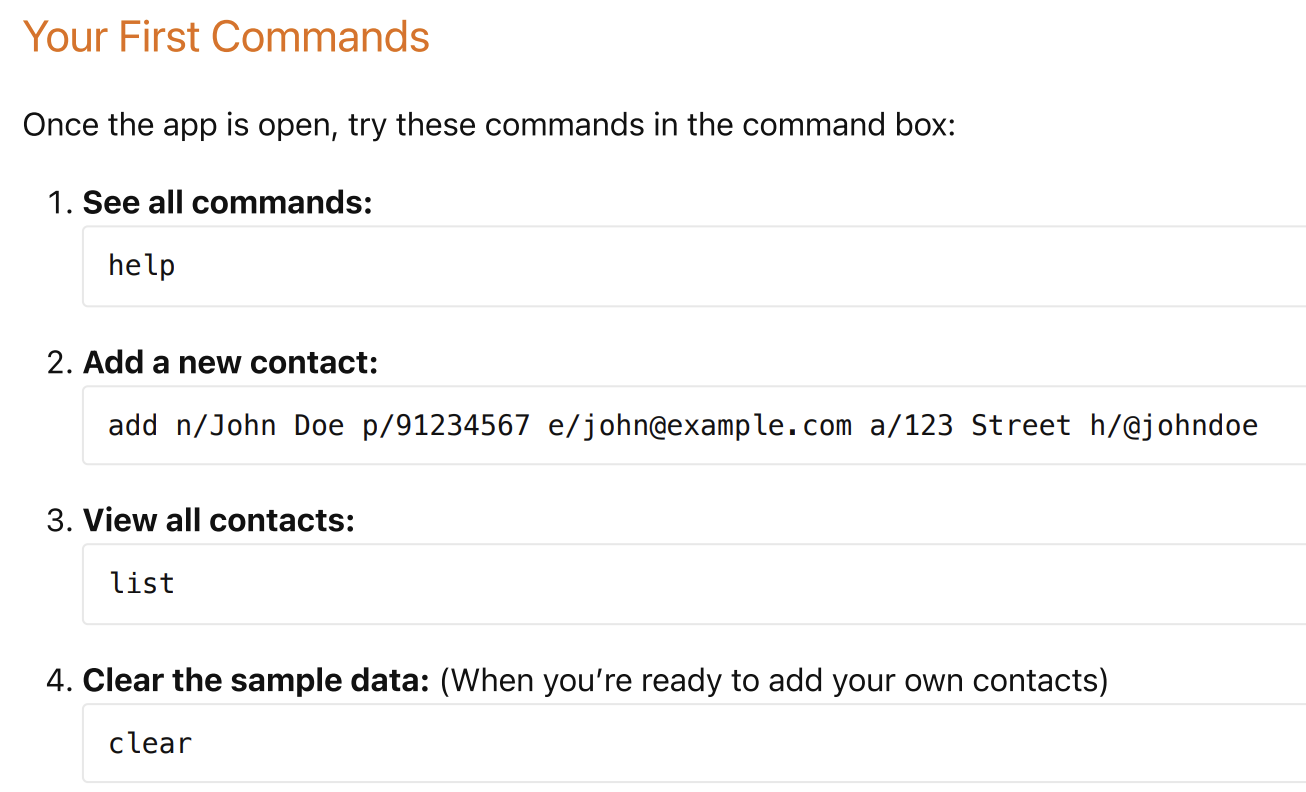 Your First Commands
Once the app is open, try these commands in the command box:
1. See all commands:
help
2. Add a new contact:
add n/John Doe p/91234567 e/john@example.com a/123 Street h/@johndoe
3. View all contacts:
list
4. Clear the sample data: (When you’re ready to add your own contacts)
clear